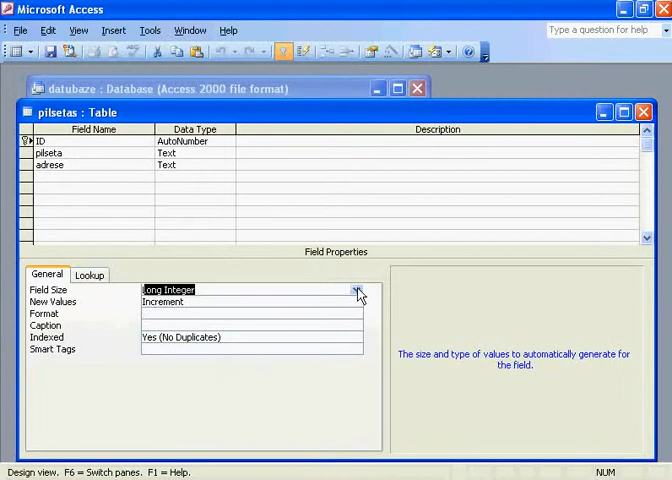 Microsoft Access
File Edit View Insert Tools Window Help Type a question for help
datubaze : Database (Access 2000 file format)
pilsetas : Table
Field Name Data Type Description
ID AutoNumber
pilseta Text
adrese Text
Field Properties
General Lookup
Field Size Long Integer
New Values Increment
Format
Caption
Indexed Yes (No Duplicates)
Smart Tags
The size and type of values to automatically generate for
the field.
Design view. F6 = Switch panes. F1 = Help. NUM